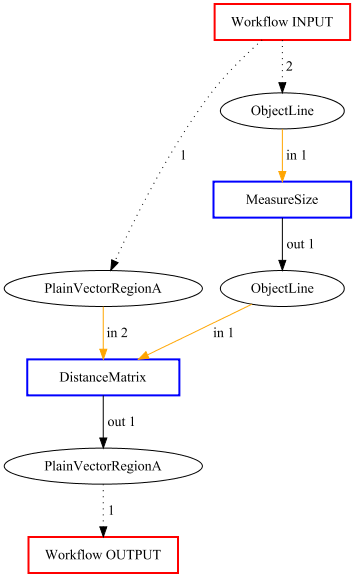 Workflow INPUT
2
ObjectLine
1
in 1
MeasureSize
out 1
PlainVectorRegionA
ObjectLine
in 2
in 1
DistanceMatrix
out 1
PlainVectorRegionA
1
Workflow OUTPUT